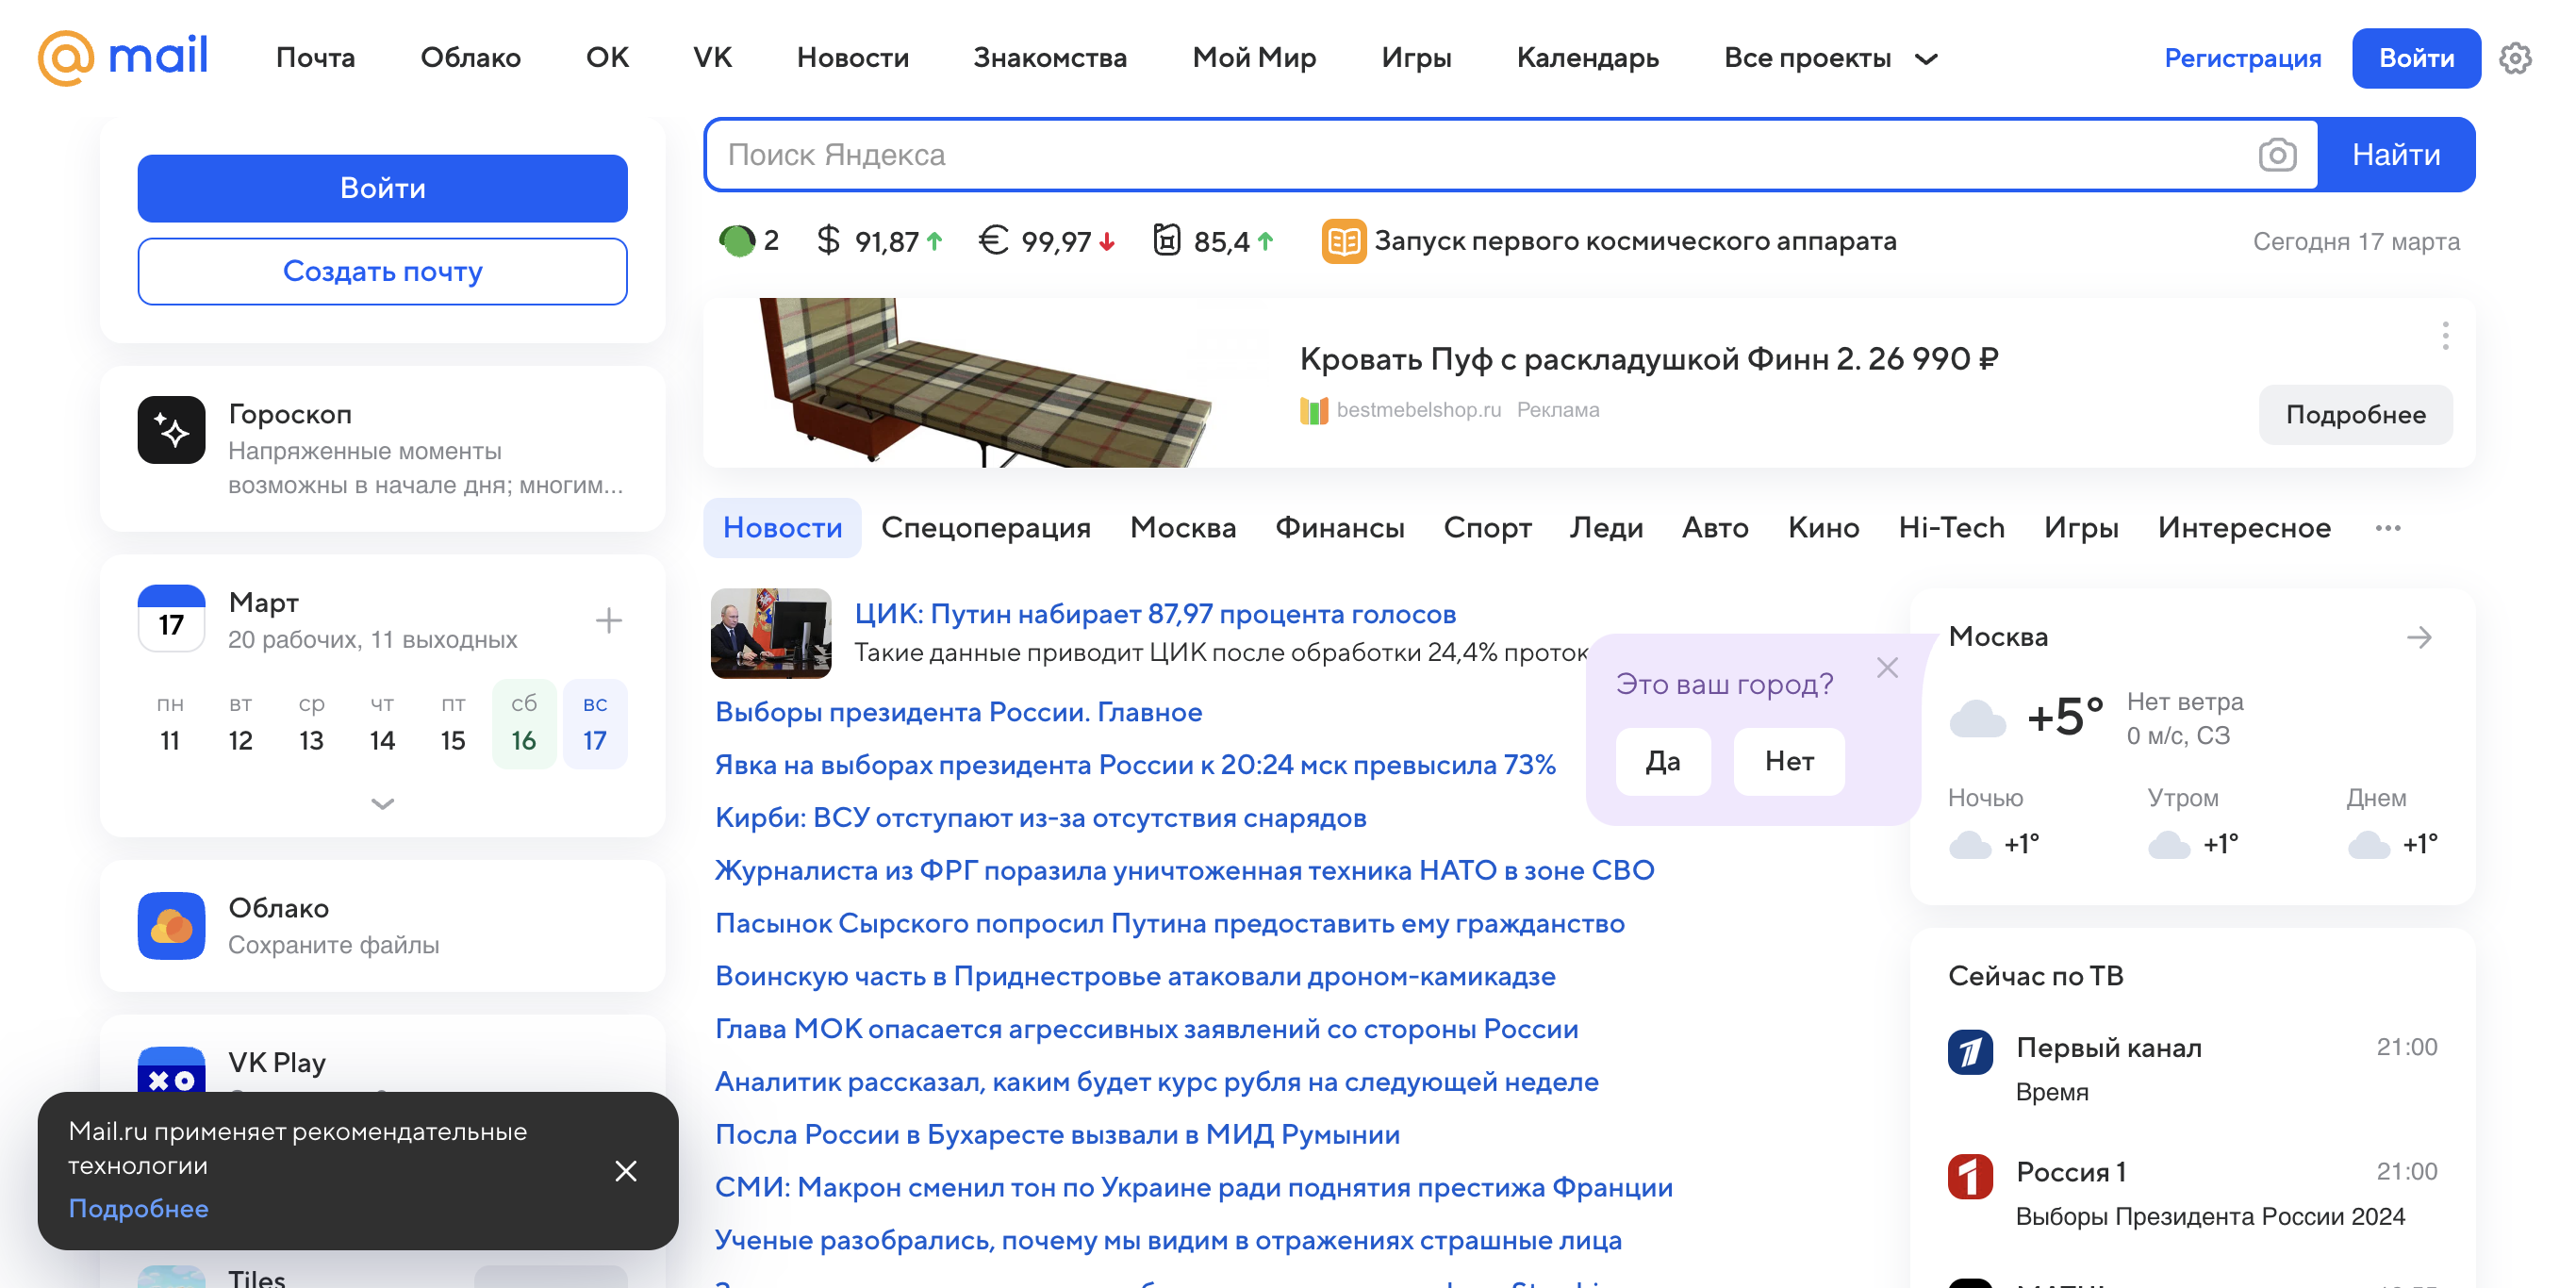 @ mail
Почта
Облако
ОК
VK
Новости
Знакомства
Мой Мир
Игры
Календарь
Все проекты
Регистрация
Войти
Войти
Создать почту
Гороскоп
Напряженные моменты
возможны в начале дня; многим...
17
Март
20 рабочих, 11 выходных
пн вт ср чт пт сб вс
11 12 13 14 15 16 17
Облако
Сохраните файлы
VK Play
Mail.ru применяет рекомендательные
технологии
Подробнее
Tiles
Поиск Яндекса
Найти
2
$ 91,87
€ 99,97
85,4
Запуск первого космического аппарата
Сегодня 17 марта
Кровать Пуф с раскладушкой Финн 2. 26 990 ₽
bestmebelshop.ru Реклама
Подробнее
Новости
Спецоперация
Москва
Финансы
Спорт
Леди
Авто
Кино
Hi-Tech
Игры
Интересное
ЦИК: Путин набирает 87,97 процента голосов
Такие данные приводит ЦИК после обработки 24,4% проток
Выборы президента России. Главное
Явка на выборах президента России к 20:24 мск превысила 73%
Кирби: ВСУ отступают из-за отсутствия снарядов
Журналиста из ФРГ поразила уничтоженная техника НАТО в зоне СВО
Пасынок Сырского попросил Путина предоставить ему гражданство
Воинскую часть в Приднестровье атаковали дроном-камикадзе
Глава МОК опасается агрессивных заявлений со стороны России
Аналитик рассказал, каким будет курс рубля на следующей неделе
Посла России в Бухаресте вызвали в МИД Румынии
СМИ: Макрон сменил тон по Украине ради поднятия престижа Франции
Ученые разобрались, почему мы видим в отражениях страшные лица
Это ваш город?
Да
Нет
Москва
+5°
Нет ветра
0 м/с, СЗ
Ночью Утром Днем
+1° +1° +1°
Сейчас по ТВ
Первый канал 21:00
Время
Россия 1 21:00
Выборы Президента России 2024